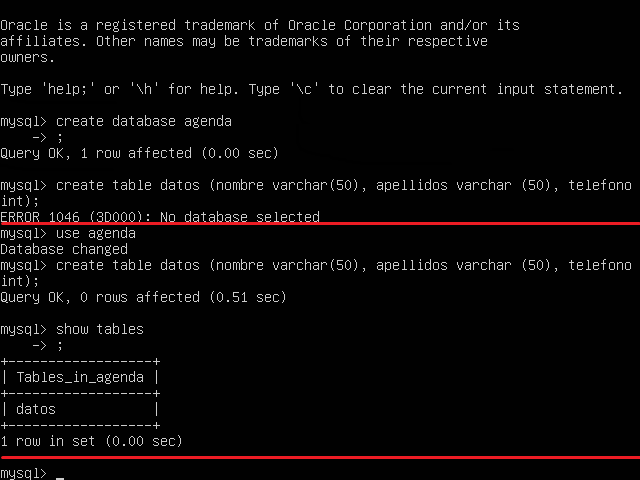 Oracle is a registered trademark of Oracle Corporation and/or its
affiliates. Other names may be trademarks of their respective
owners.
Type 'help;' or '\h' for help. Type '\c' to clear the current input statement.
mysql> create database agenda
    -> ;
Query OK, 1 row affected (0.00 sec)
mysql> create table datos (nombre varchar(50), apellidos varchar (50), telefono
int);
ERROR 1046 (3D000): No database selected
mysql> use agenda
Database changed
mysql> create table datos (nombre varchar(50), apellidos varchar (50), telefono
int);
Query OK, 0 rows affected (0.51 sec)
mysql> show tables
    -> ;
+------------------+
| Tables_in_agenda |
+------------------+
| datos            |
+------------------+
1 row in set (0.00 sec)
mysql> _